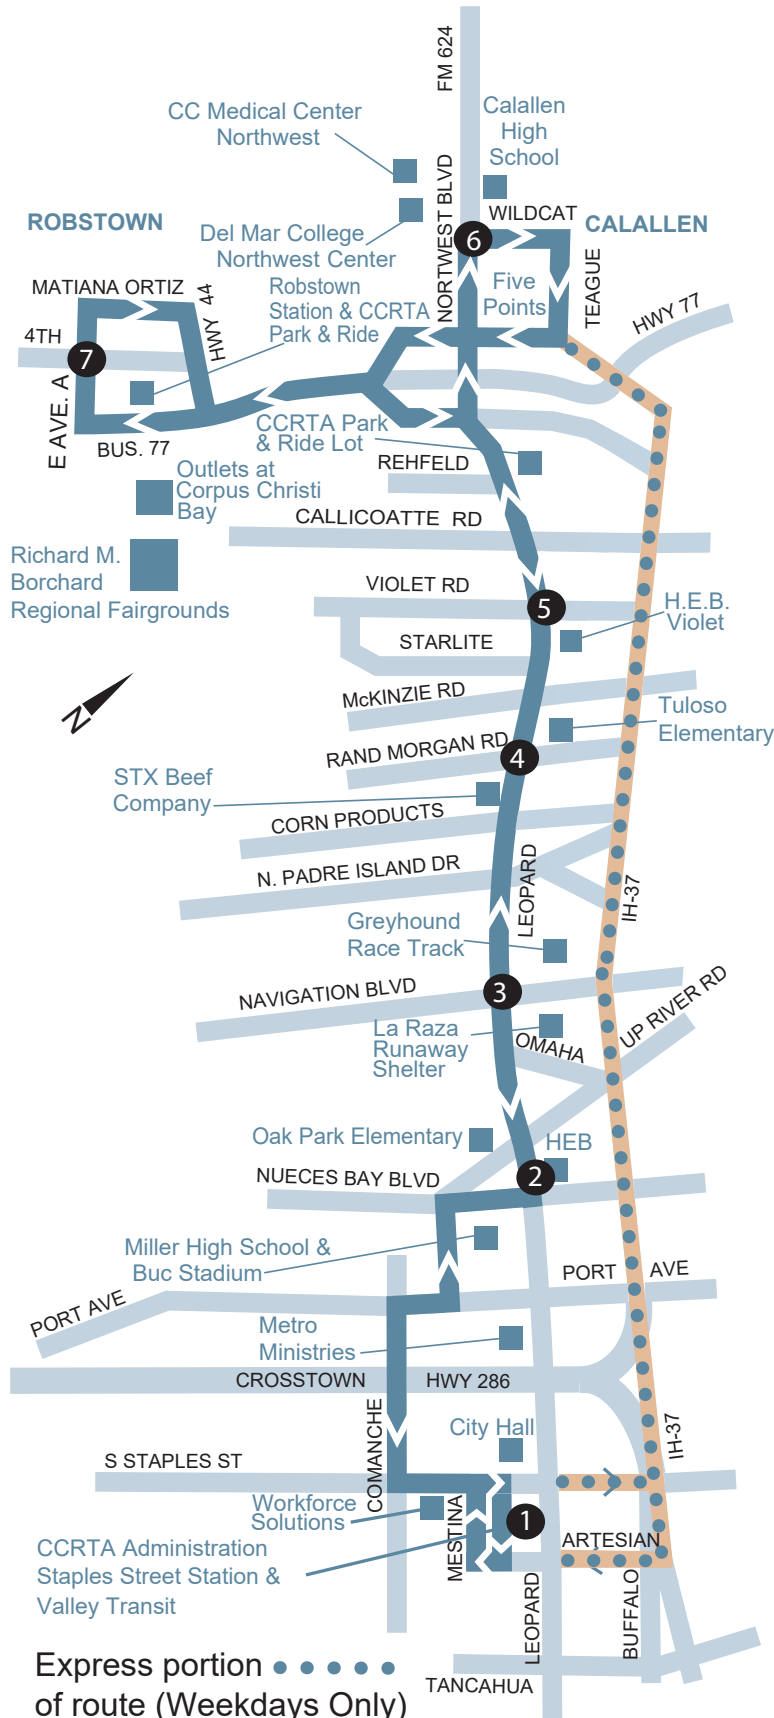 FM 624
CC Medical Center
Northwest
Calallen
High
School
NORTHWEST BLVD
WILDCAT
ROBSTOWN
CALALLEN
Del Mar College
Northwest Center
6
MATIANA ORTIZ
HWY 44
Robstown
Station & CCRTA
Park & Ride
Five
Points
TEAGUE
HWY 77
4TH
7
E AVE. A
BUS. 77
CCRTA Park
& Ride Lot
REHFELD
Outlets at
Corpus Christi
Bay
CALLICOATTE RD
Richard M.
Borchard
Regional Fairgrounds
VIOLET RD
5
H.E.B.
Violet
STARLITE
N
McKINZIE RD
Tuloso
Elementary
RAND MORGAN RD
4
STX Beef
Company
CORN PRODUCTS
N. PADRE ISLAND DR
LEOPARD
IH-37
Greyhound
Race Track
NAVIGATION BLVD
3
UP RIVER RD
La Raza
Runaway
Shelter
OMAHA
Oak Park Elementary
HEB
NUECES BAY BLVD
2
Miller High School &
Buc Stadium
PORT AVE
PORT AVE
Metro
Ministries
CROSSTOWN
HWY 286
COMANCHE
City Hall
IH-37
S STAPLES ST
Workforce
Solutions
MESTINA
1
ARTESIAN
CCRTA Administration
Staples Street Station &
Valley Transit
LEOPARD
BUFFALO
Express portion
of route (Weekdays Only)
TANCAHUA